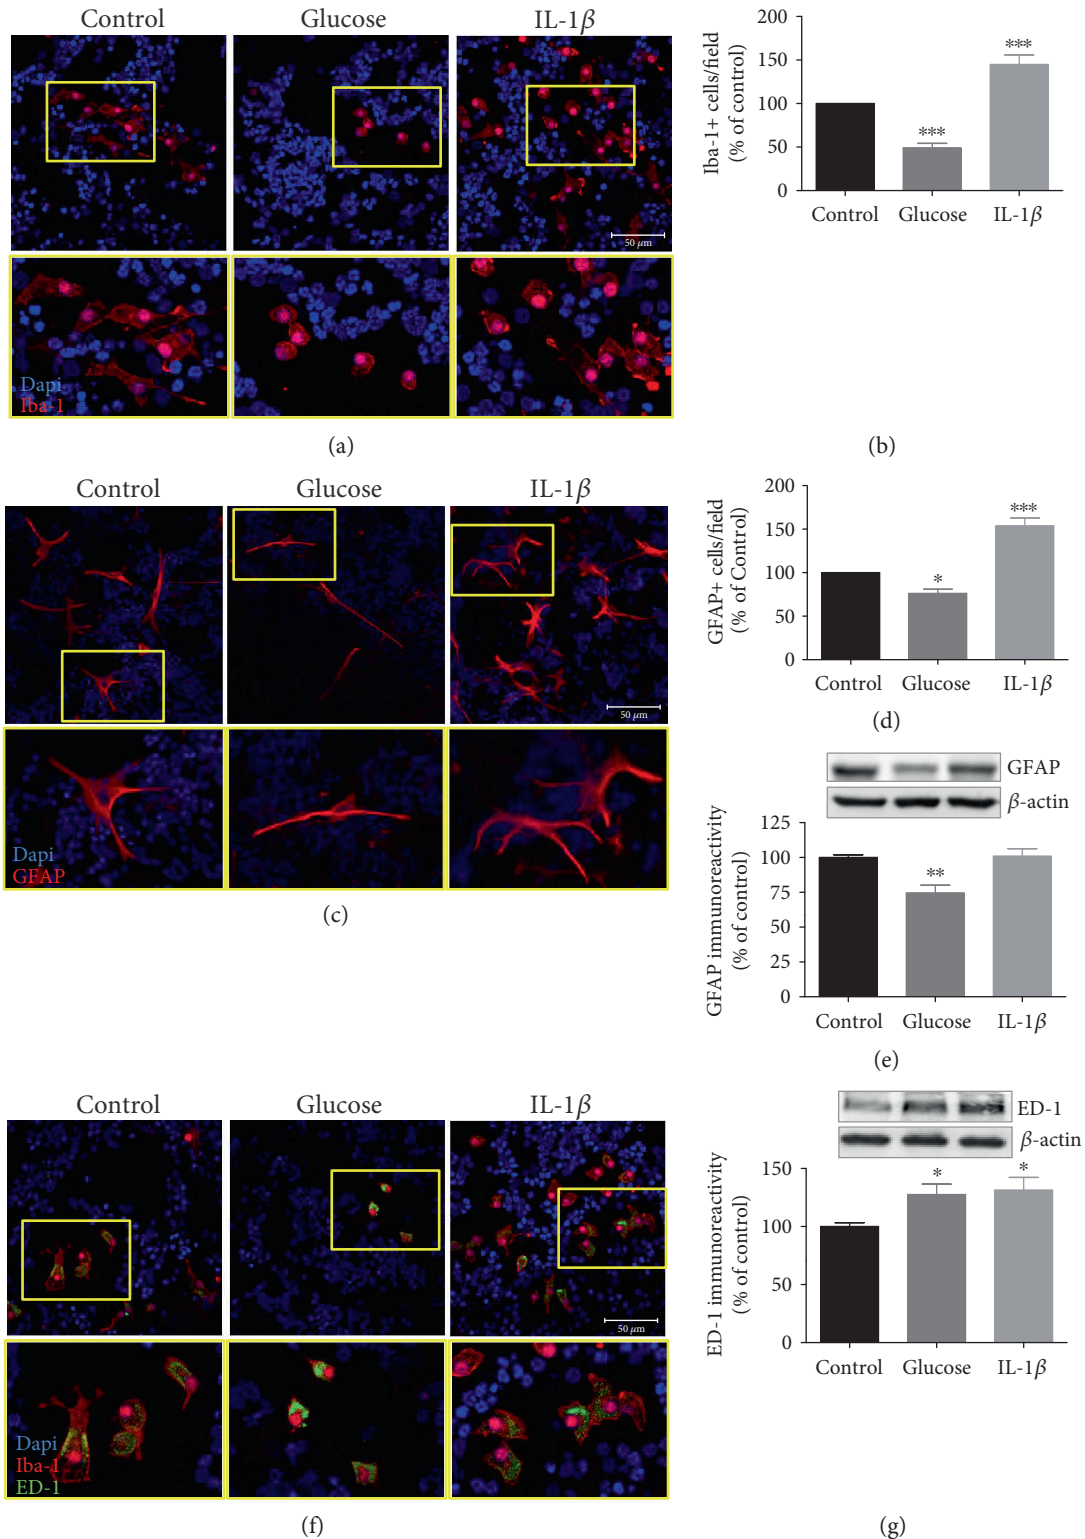 Control Glucose IL-1β
50 μm
Dapi
Iba-1
(a)
Iba-1+ cells/field
(% of control)
200
150
100
50
0
***
***
Control Glucose IL-1β
(b)
Control Glucose IL-1β
50 μm
Dapi
GFAP
(c)
GFAP+ cells/field
(% of Control)
200
150
100
50
0
*
***
Control Glucose IL-1β
(d)
GFAP
β-actin
GFAP immunoreactivity
(% of control)
125
100
75
50
25
0
**
Control Glucose IL-1β
(e)
Control Glucose IL-1β
50 μm
Dapi
Iba-1
ED-1
(f)
ED-1
β-actin
ED-1 immunoreactivity
(% of control)
150
100
50
0
*
*
Control Glucose IL-1β
(g)